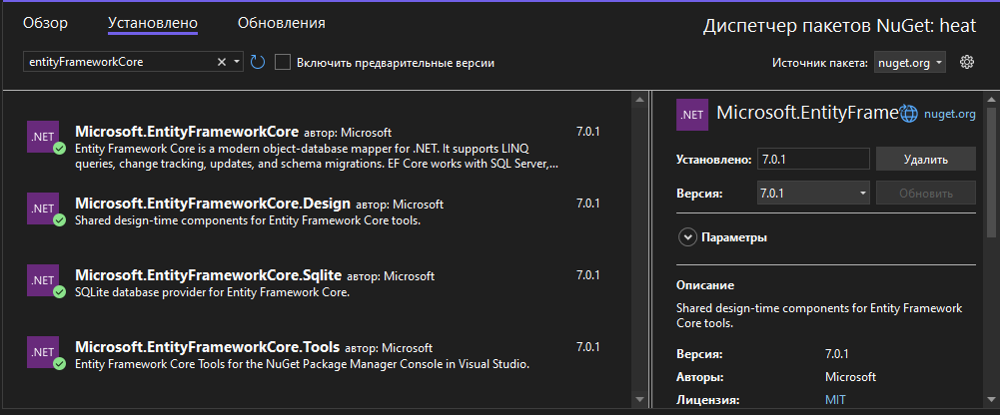 Обзор Установлено Обновления
Диспетчер пакетов NuGet: heat
entityFrameworkCore
Включить предварительные версии
Источник пакета: nuget.org
.NET Microsoft.EntityFrameworkCore автор: Microsoft 7.0.1
Entity Framework Core is a modern object-database mapper for .NET. It supports LINQ
queries, change tracking, updates, and schema migrations. EF Core works with SQL Server,...
.NET Microsoft.EntityFrameworkCore.Design автор: Microsoft 7.0.1
Shared design-time components for Entity Framework Core tools.
.NET Microsoft.EntityFrameworkCore.Sqlite автор: Microsoft 7.0.1
SQLite database provider for Entity Framework Core.
.NET Microsoft.EntityFrameworkCore.Tools автор: Microsoft 7.0.1
Entity Framework Core Tools for the NuGet Package Manager Console in Visual Studio.
.NET Microsoft.EntityFrame nuget.org
Установлено: 7.0.1 Удалить
Версия: 7.0.1 Обновить
Параметры
Описание
Shared design-time components for Entity Framework
Core tools.
Версия: 7.0.1
Авторы: Microsoft
Лицензия: MIT